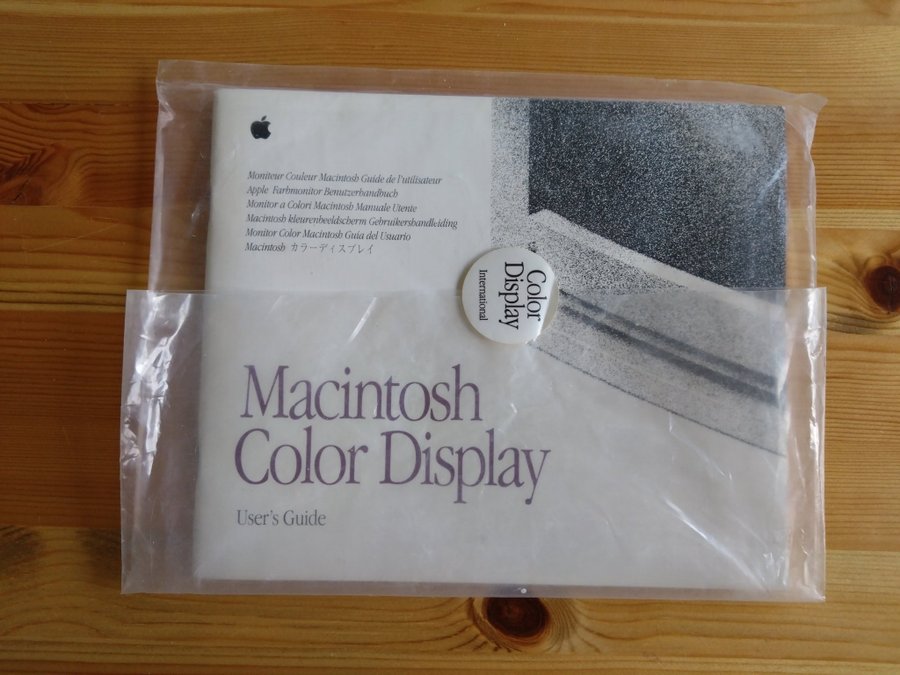 Moniteur Couleur Macintosh Guide de l'utilisateur
Apple Farbmonitor Benutzerhandbuch
Monitor a Colori Macintosh Manuale Utente
Macintosh kleurenbeeldscherm Gebruikershandleiding
Monitor Color Macintosh Guía del Usuario
Macintosh カラーディスプレイ
Color
Display
International
Macintosh
Color Display
User's Guide